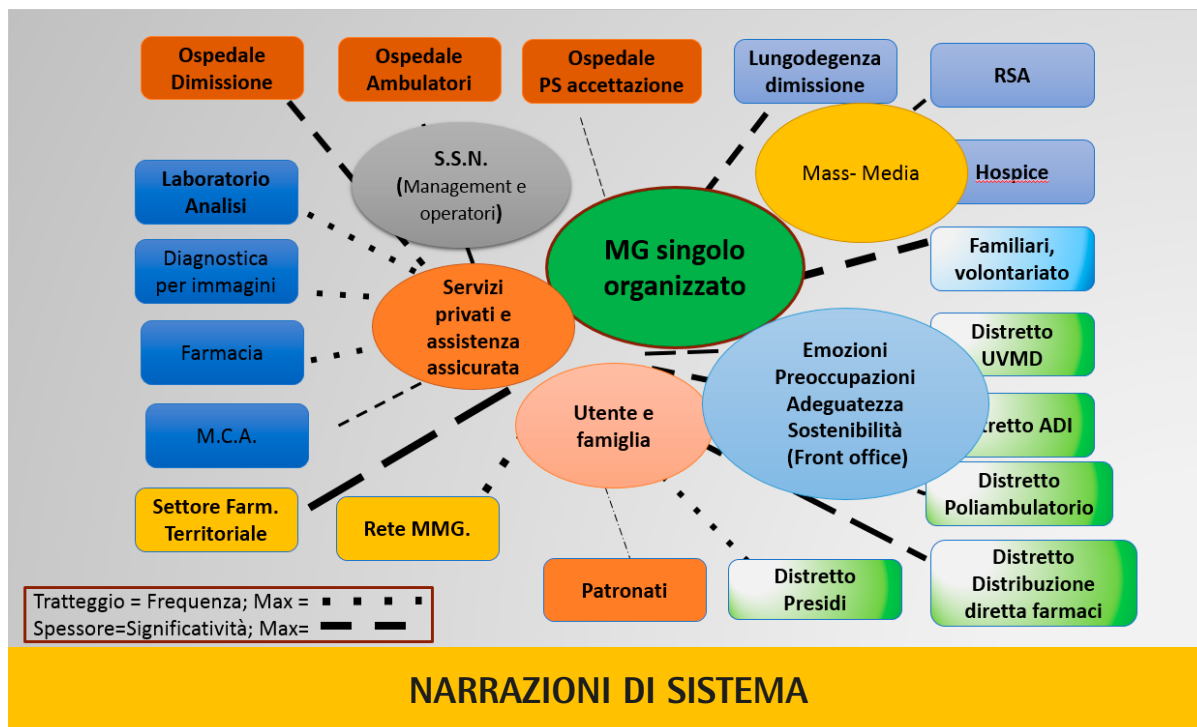 Ospedale
Dimissione
Ospedale
Ambulatori
Ospedale
PS accettazione
Lungodegenza
dimissione
RSA
S.S.N.
(Management e
operatori)
Mass- Media
Hospice
Laboratorio
Analisi
MG singolo
organizzato
Familiari,
volontariato
Diagnostica
per immagini
Servizi
privati e
assistenza
assicurata
Farmacia
Distretto
UVMD
Emozioni
Preoccupazioni
Adeguatezza
Sostenibilità
(Front office)
Utente e
famiglia
M.C.A.
tretto ADI
Settore Farm.
Territoriale
Rete MMG.
Distretto
Poliambulatorio
Patronati
Distretto
Presidi
Distretto
Distribuzione
diretta farmaci
Tratteggio = Frequenza; Max =
Spessore=Significatività; Max=
NARRAZIONI DI SISTEMA